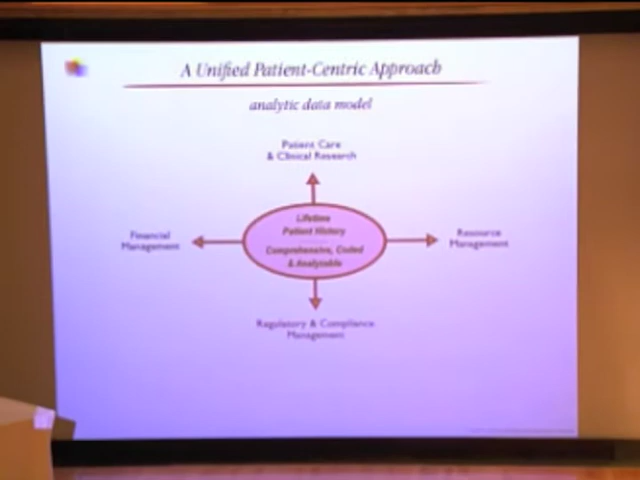 A Unified Patient-Centric Approach
analytic data model
Patient Care
& Clinical Research
Lifetime
Patient History
Comprehensive, Coded
& Analyzable
Financial
Management
Resource
Management
Regulatory & Compliance
Management